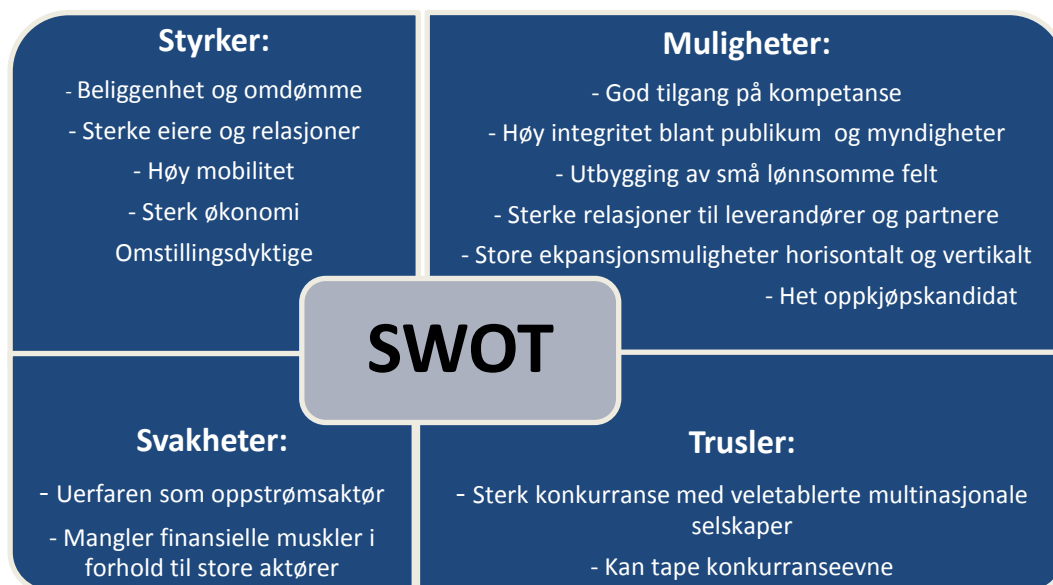 Styrker:
- Beliggenhet og omdømme
- Sterke eiere og relasjoner
- Høy mobilitet
- Sterk økonomi
Omstillingsdyktige
Muligheter:
- God tilgang på kompetanse
- Høy integritet blant publikum og myndigheter
- Utbygging av små lønnsomme felt
- Sterke relasjoner til leverandører og partnere
- Store ekpansjonsmuligheter horisontalt og vertikalt
- Het oppkjøpskandidat
SWOT
Svakheter:
- Uerfaren som oppstrømsaktør
- Mangler finansielle muskler i
forhold til store aktører
Trusler:
- Sterk konkurranse med veletablerte multinasjonale
selskaper
- Kan tape konkurranseevne